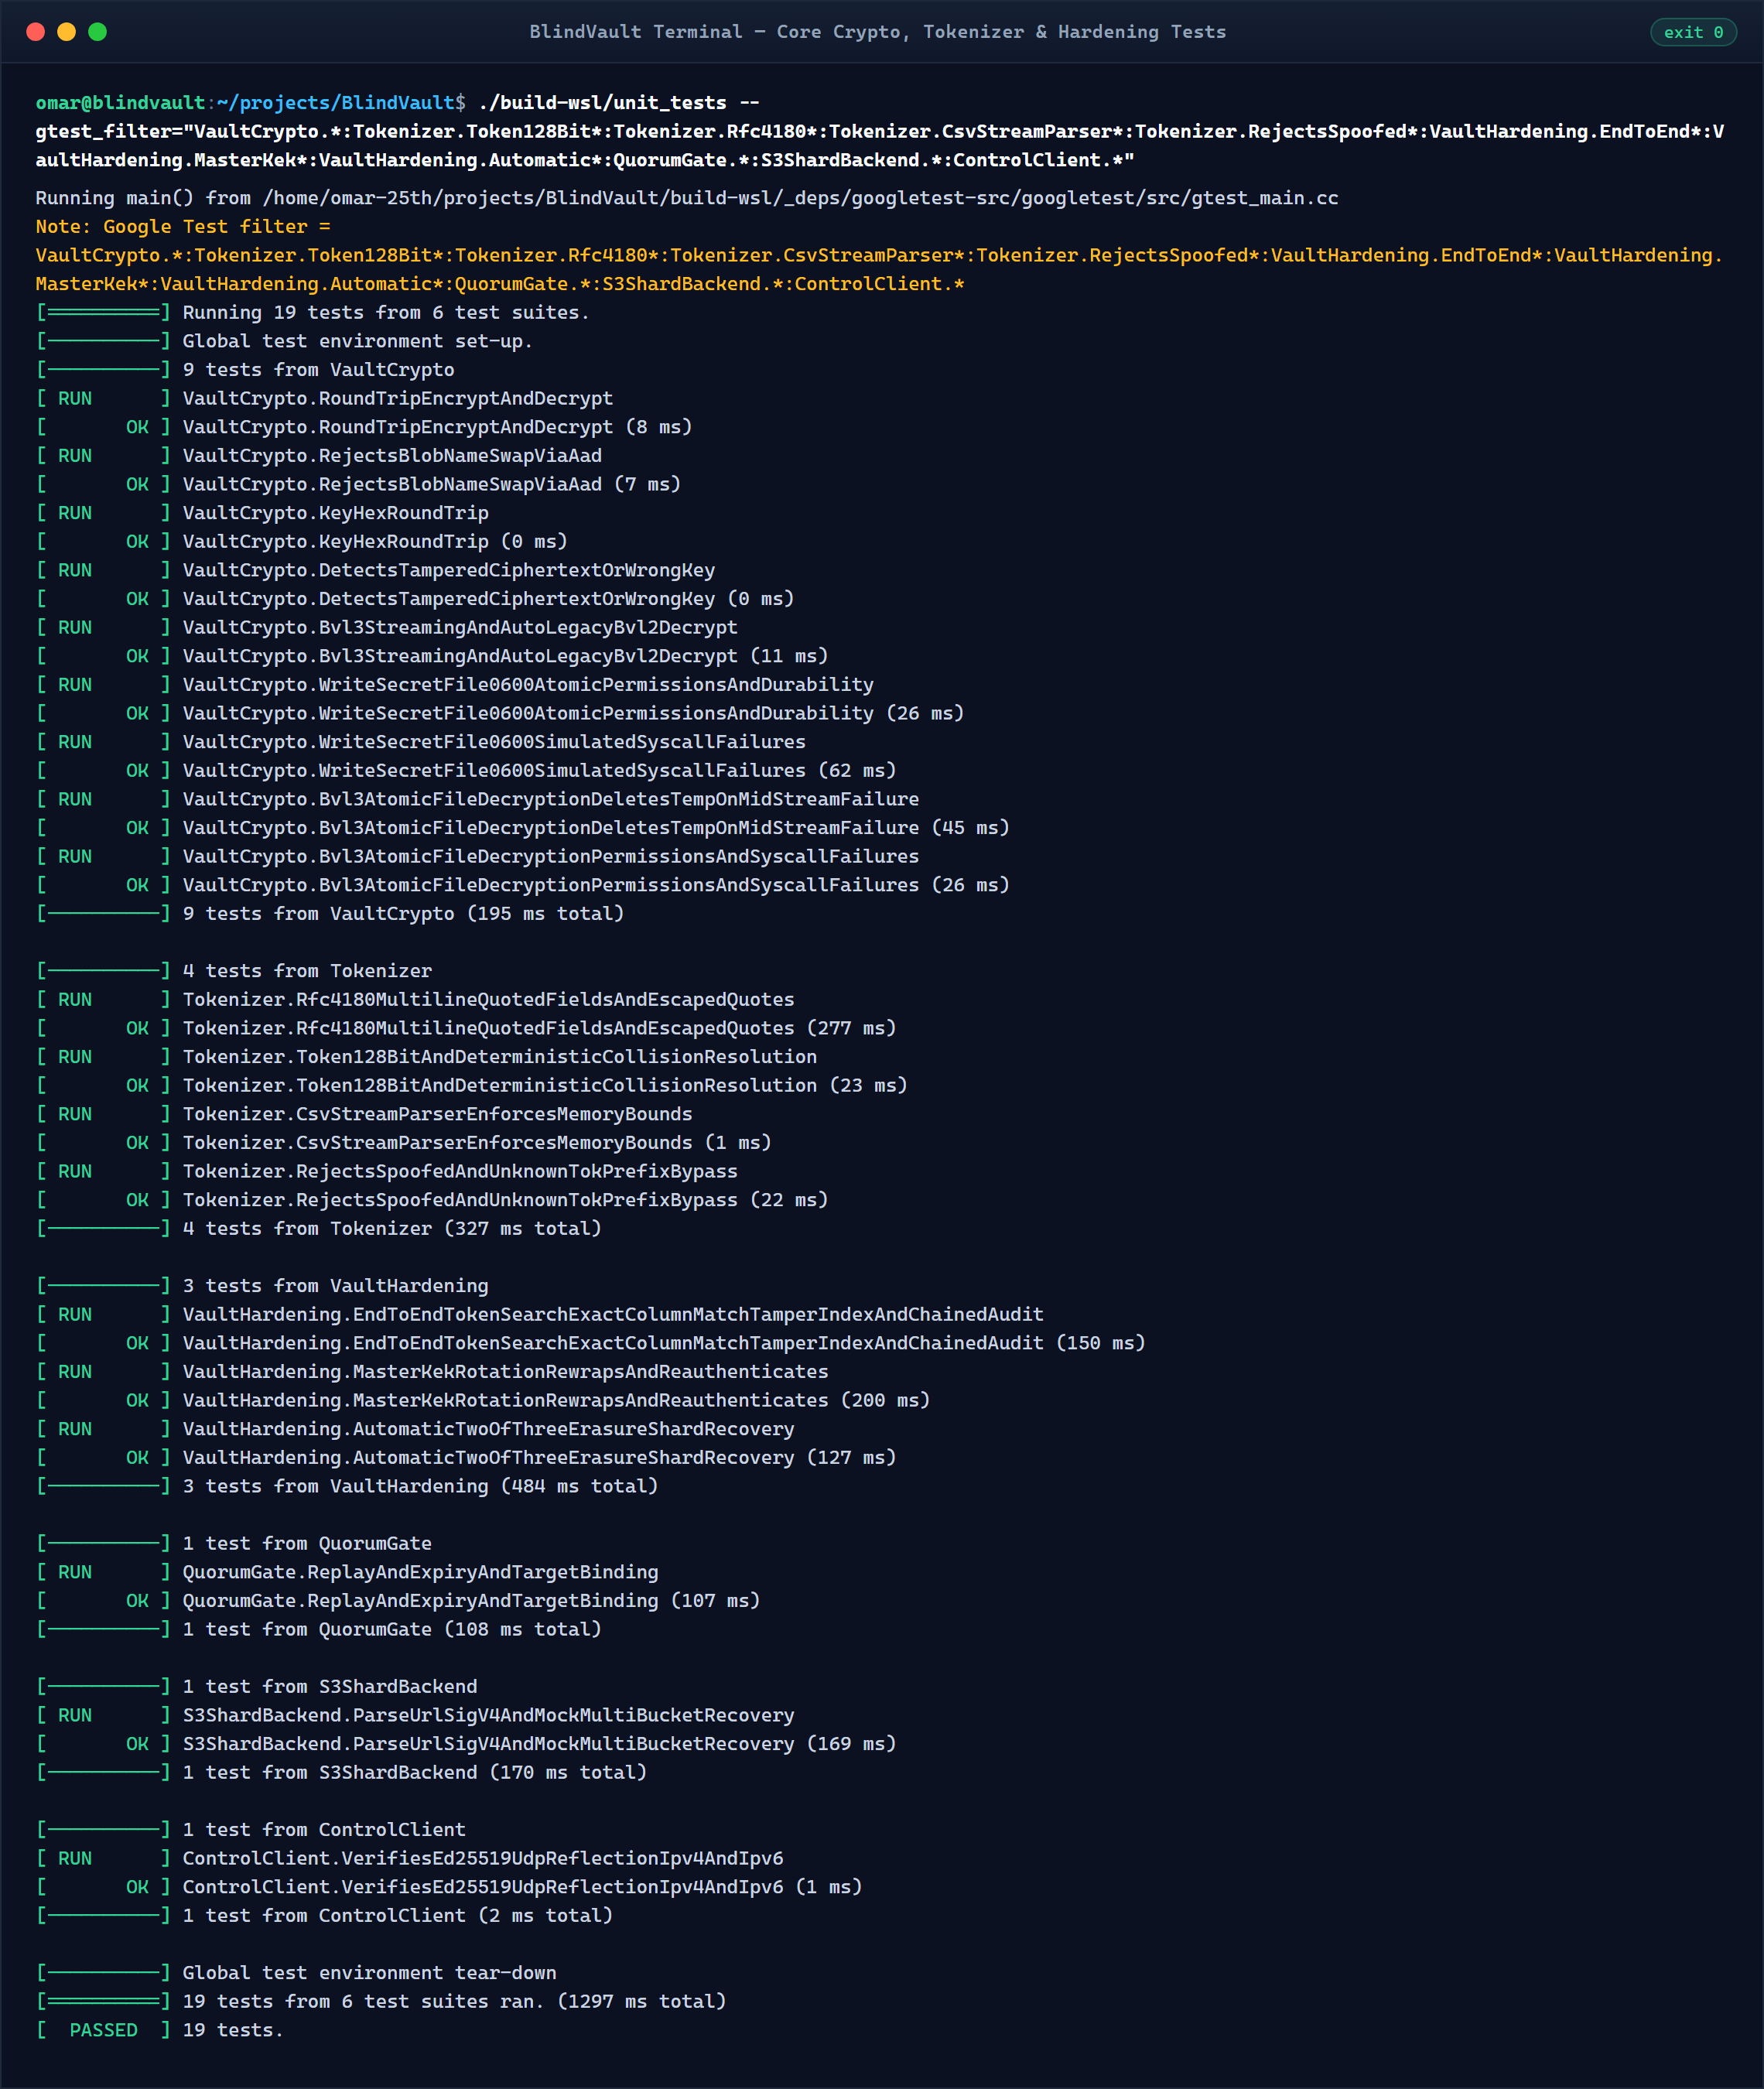 BlindVault Terminal — Core Crypto, Tokenizer & Hardening Tests
exit 0
omar@blindvault:~/projects/BlindVault$ ./build-wsl/unit_tests --
gtest_filter="VaultCrypto.*:Tokenizer.Token128Bit*:Tokenizer.Rfc4180*:Tokenizer.CsvStreamParser*:Tokenizer.RejectsSpoofed*:VaultHardening.EndToEnd*:V
aultHardening.MasterKek*:VaultHardening.Automatic*:QuorumGate.*:S3ShardBackend.*:ControlClient.*"
Running main() from /home/omar-25th/projects/BlindVault/build-wsl/_deps/googletest-src/googletest/src/gtest_main.cc
Note: Google Test filter =
VaultCrypto.*:Tokenizer.Token128Bit*:Tokenizer.Rfc4180*:Tokenizer.CsvStreamParser*:Tokenizer.RejectsSpoofed*:VaultHardening.EndToEnd*:VaultHardening.
MasterKek*:VaultHardening.Automatic*:QuorumGate.*:S3ShardBackend.*:ControlClient.*
[==========] Running 19 tests from 6 test suites.
[----------] Global test environment set-up.
[----------] 9 tests from VaultCrypto
[ RUN      ] VaultCrypto.RoundTripEncryptAndDecrypt
[       OK ] VaultCrypto.RoundTripEncryptAndDecrypt (8 ms)
[ RUN      ] VaultCrypto.RejectsBlobNameSwapViaAad
[       OK ] VaultCrypto.RejectsBlobNameSwapViaAad (7 ms)
[ RUN      ] VaultCrypto.KeyHexRoundTrip
[       OK ] VaultCrypto.KeyHexRoundTrip (0 ms)
[ RUN      ] VaultCrypto.DetectsTamperedCiphertextOrWrongKey
[       OK ] VaultCrypto.DetectsTamperedCiphertextOrWrongKey (0 ms)
[ RUN      ] VaultCrypto.Bvl3StreamingAndAutoLegacyBvl2Decrypt
[       OK ] VaultCrypto.Bvl3StreamingAndAutoLegacyBvl2Decrypt (11 ms)
[ RUN      ] VaultCrypto.WriteSecretFile0600AtomicPermissionsAndDurability
[       OK ] VaultCrypto.WriteSecretFile0600AtomicPermissionsAndDurability (26 ms)
[ RUN      ] VaultCrypto.WriteSecretFile0600SimulatedSyscallFailures
[       OK ] VaultCrypto.WriteSecretFile0600SimulatedSyscallFailures (62 ms)
[ RUN      ] VaultCrypto.Bvl3AtomicFileDecryptionDeletesTempOnMidStreamFailure
[       OK ] VaultCrypto.Bvl3AtomicFileDecryptionDeletesTempOnMidStreamFailure (45 ms)
[ RUN      ] VaultCrypto.Bvl3AtomicFileDecryptionPermissionsAndSyscallFailures
[       OK ] VaultCrypto.Bvl3AtomicFileDecryptionPermissionsAndSyscallFailures (26 ms)
[----------] 9 tests from VaultCrypto (195 ms total)
[----------] 4 tests from Tokenizer
[ RUN      ] Tokenizer.Rfc4180MultilineQuotedFieldsAndEscapedQuotes
[       OK ] Tokenizer.Rfc4180MultilineQuotedFieldsAndEscapedQuotes (277 ms)
[ RUN      ] Tokenizer.Token128BitAndDeterministicCollisionResolution
[       OK ] Tokenizer.Token128BitAndDeterministicCollisionResolution (23 ms)
[ RUN      ] Tokenizer.CsvStreamParserEnforcesMemoryBounds
[       OK ] Tokenizer.CsvStreamParserEnforcesMemoryBounds (1 ms)
[ RUN      ] Tokenizer.RejectsSpoofedAndUnknownTokPrefixBypass
[       OK ] Tokenizer.RejectsSpoofedAndUnknownTokPrefixBypass (22 ms)
[----------] 4 tests from Tokenizer (327 ms total)
[----------] 3 tests from VaultHardening
[ RUN      ] VaultHardening.EndToEndTokenSearchExactColumnMatchTamperIndexAndChainedAudit
[       OK ] VaultHardening.EndToEndTokenSearchExactColumnMatchTamperIndexAndChainedAudit (150 ms)
[ RUN      ] VaultHardening.MasterKekRotationRewrapsAndReauthenticates
[       OK ] VaultHardening.MasterKekRotationRewrapsAndReauthenticates (200 ms)
[ RUN      ] VaultHardening.AutomaticTwoOfThreeErasureShardRecovery
[       OK ] VaultHardening.AutomaticTwoOfThreeErasureShardRecovery (127 ms)
[----------] 3 tests from VaultHardening (484 ms total)
[----------] 1 test from QuorumGate
[ RUN      ] QuorumGate.ReplayAndExpiryAndTargetBinding
[       OK ] QuorumGate.ReplayAndExpiryAndTargetBinding (107 ms)
[----------] 1 test from QuorumGate (108 ms total)
[----------] 1 test from S3ShardBackend
[ RUN      ] S3ShardBackend.ParseUrlSigV4AndMockMultiBucketRecovery
[       OK ] S3ShardBackend.ParseUrlSigV4AndMockMultiBucketRecovery (169 ms)
[----------] 1 test from S3ShardBackend (170 ms total)
[----------] 1 test from ControlClient
[ RUN      ] ControlClient.VerifiesEd25519UdpReflectionIpv4AndIpv6
[       OK ] ControlClient.VerifiesEd25519UdpReflectionIpv4AndIpv6 (1 ms)
[----------] 1 test from ControlClient (2 ms total)
[----------] Global test environment tear-down
[==========] 19 tests from 6 test suites ran. (1297 ms total)
[  PASSED  ] 19 tests.